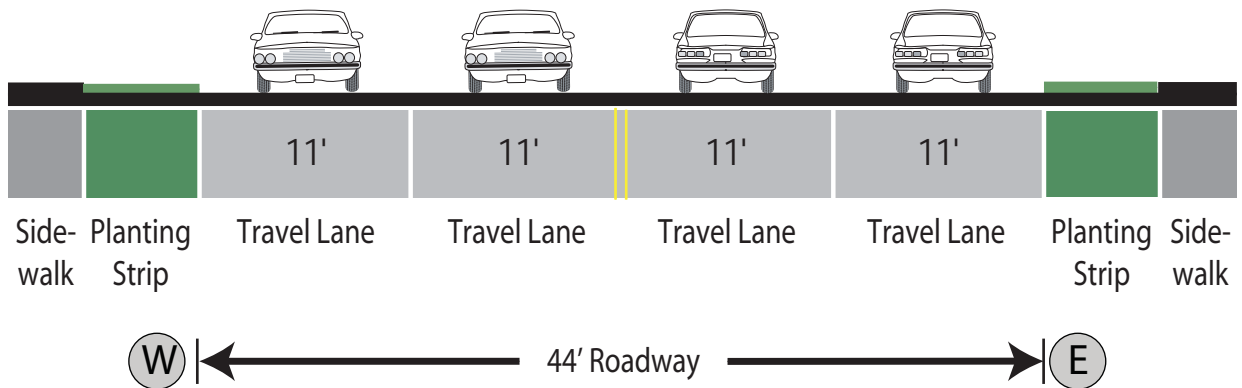 11' 11' 11' 11'
Side- Planting Travel Lane Travel Lane Travel Lane Travel Lane Planting Side-
walk Strip Strip walk
W 44’ Roadway E